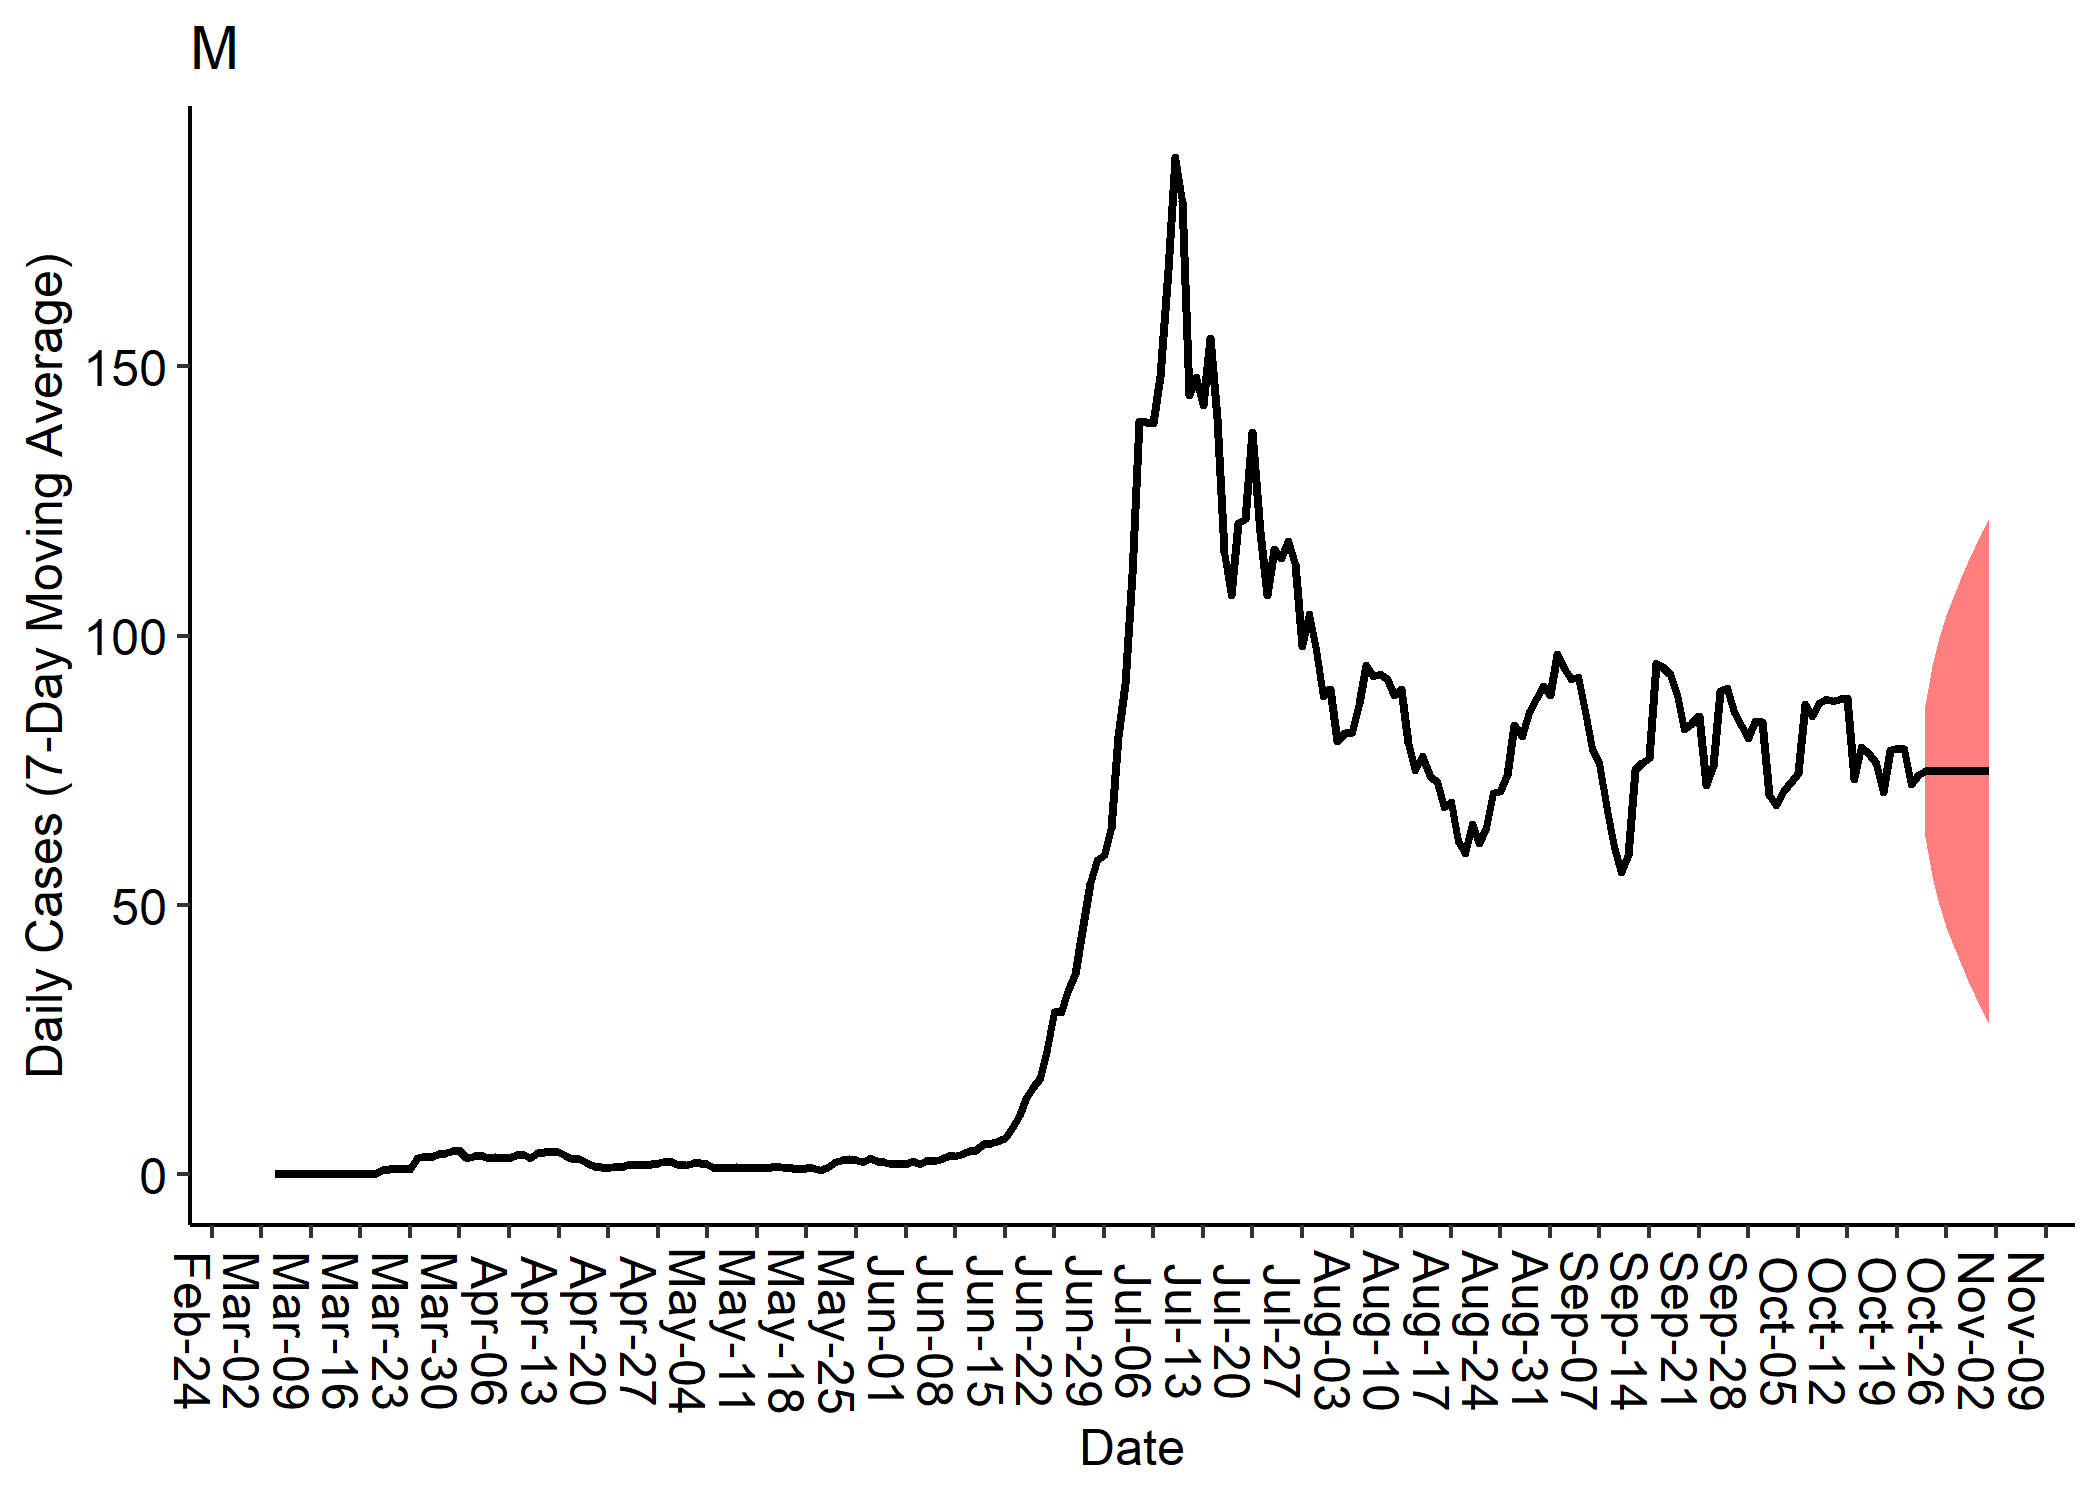 M
Daily Cases (7-Day Moving Average)
150
100
50
0
Feb-24
Mar-02
Mar-09
Mar-16
Mar-23
Mar-30
Apr-06
Apr-13
Apr-20
Apr-27
May-04
May-11
May-18
May-25
Jun-01
Jun-08
Jun-15
Jun-22
Jun-29
Jul-06
Jul-13
Jul-20
Jul-27
Aug-03
Aug-10
Aug-17
Aug-24
Aug-31
Sep-07
Sep-14
Sep-21
Sep-28
Oct-05
Oct-12
Oct-19
Oct-26
Nov-02
Nov-09
Date